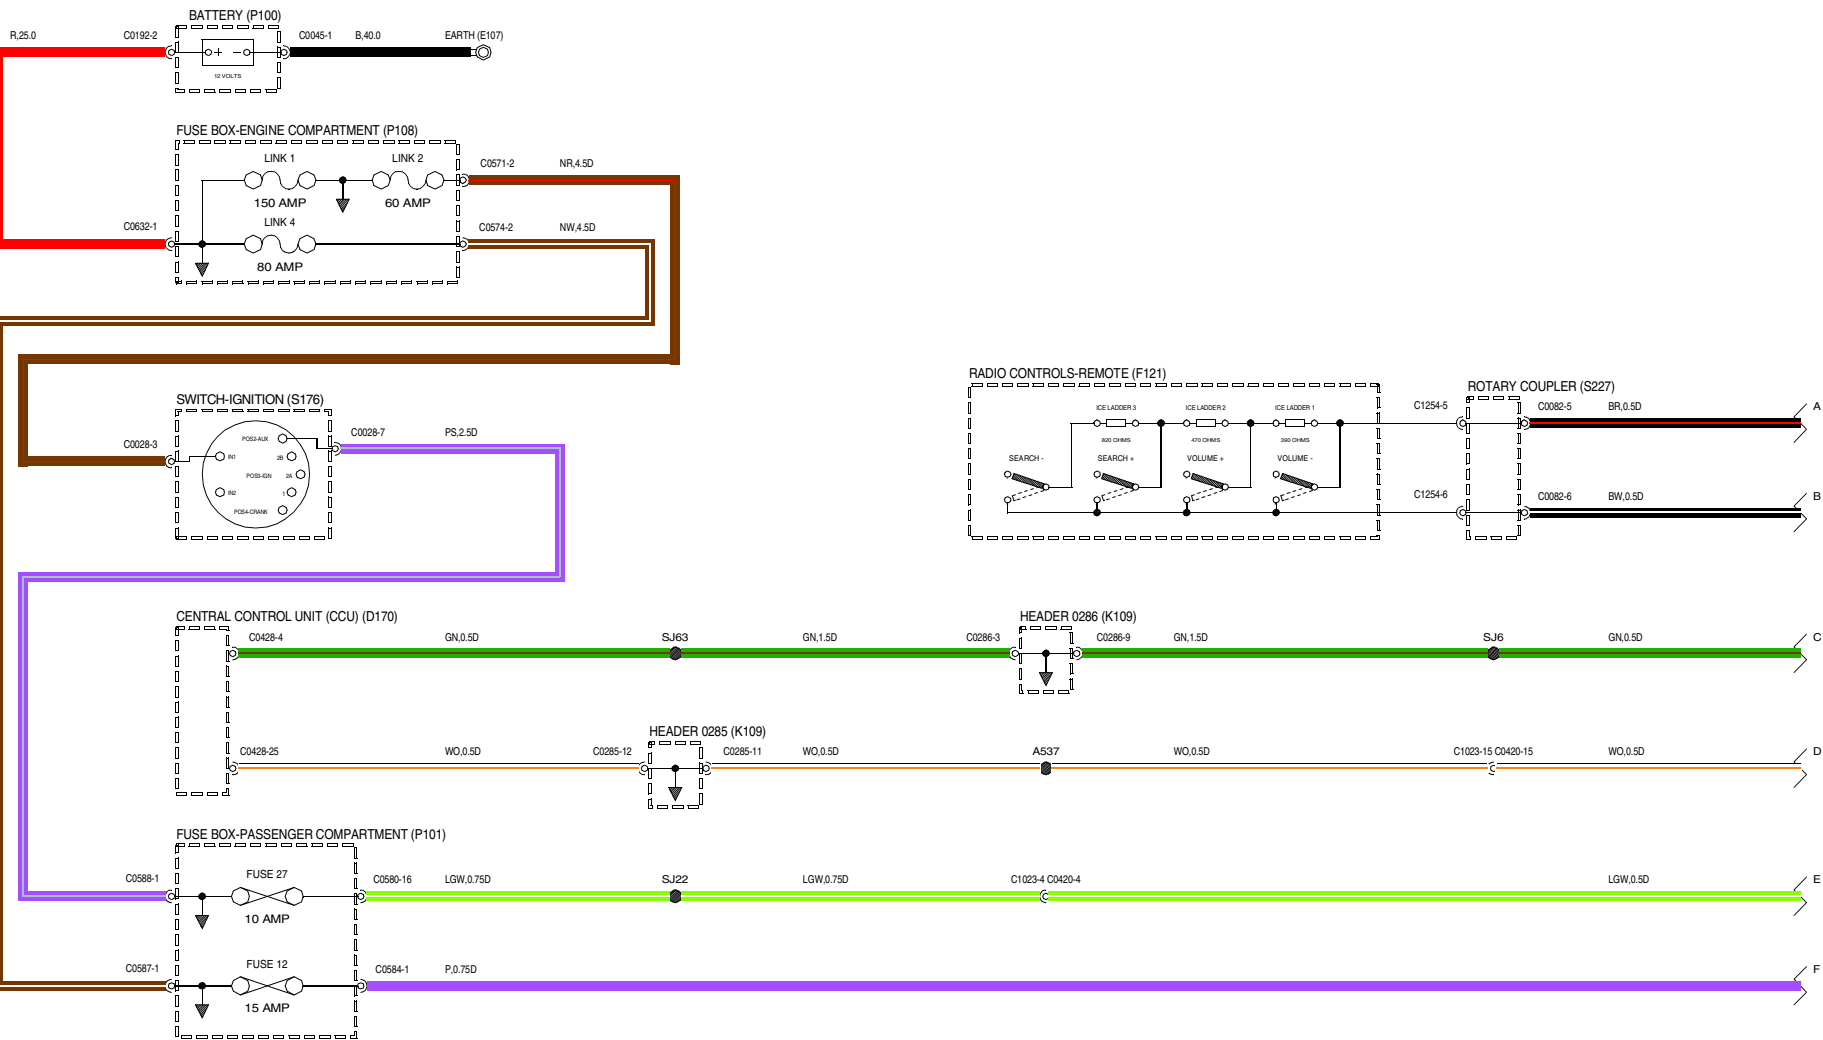 BATTERY (P100)
R,25.0
C0192-2
C0045-1
B,40.0
EARTH (E107)
12 VOLTS
FUSE BOX-ENGINE COMPARTMENT (P108)
LINK 1
LINK 2
C0571-2
NR,4.5D
150 AMP
60 AMP
C0632-1
LINK 4
C0574-2
NW,4.5D
80 AMP
RADIO CONTROLS-REMOTE (F121)
ROTARY COUPLER (S227)
SWITCH-IGNITION (S176)
ICE LADDER 3
ICE LADDER 2
ICE LADDER 1
C1254-5
C0082-5
BR,0.5D
A
C0028-3
POS2-AUX
C0028-7
PS,2.5D
820 OHMS
470 OHMS
390 OHMS
IN1
2B
SEARCH -
SEARCH +
VOLUME +
VOLUME -
POS3-IGN
2A
IN2
1
C1254-6
C0082-6
BW,0.5D
B
POS4-CRANK
CENTRAL CONTROL UNIT (CCU) (D170)
HEADER 0286 (K109)
C0428-4
GN,0.5D
SJ63
GN,1.5D
C0286-3
C0286-9
GN,1.5D
SJ6
GN,0.5D
C
HEADER 0285 (K109)
C0428-25
WO,0.5D
C0285-12
C0285-11
WO,0.5D
A537
WO,0.5D
C1023-15 C0420-15
WO,0.5D
D
FUSE BOX-PASSENGER COMPARTMENT (P101)
C0588-1
FUSE 27
C0580-16
LGW,0.75D
SJ22
LGW,0.75D
C1023-4 C0420-4
LGW,0.5D
E
10 AMP
C0587-1
FUSE 12
C0584-1
P,0.75D
F
15 AMP